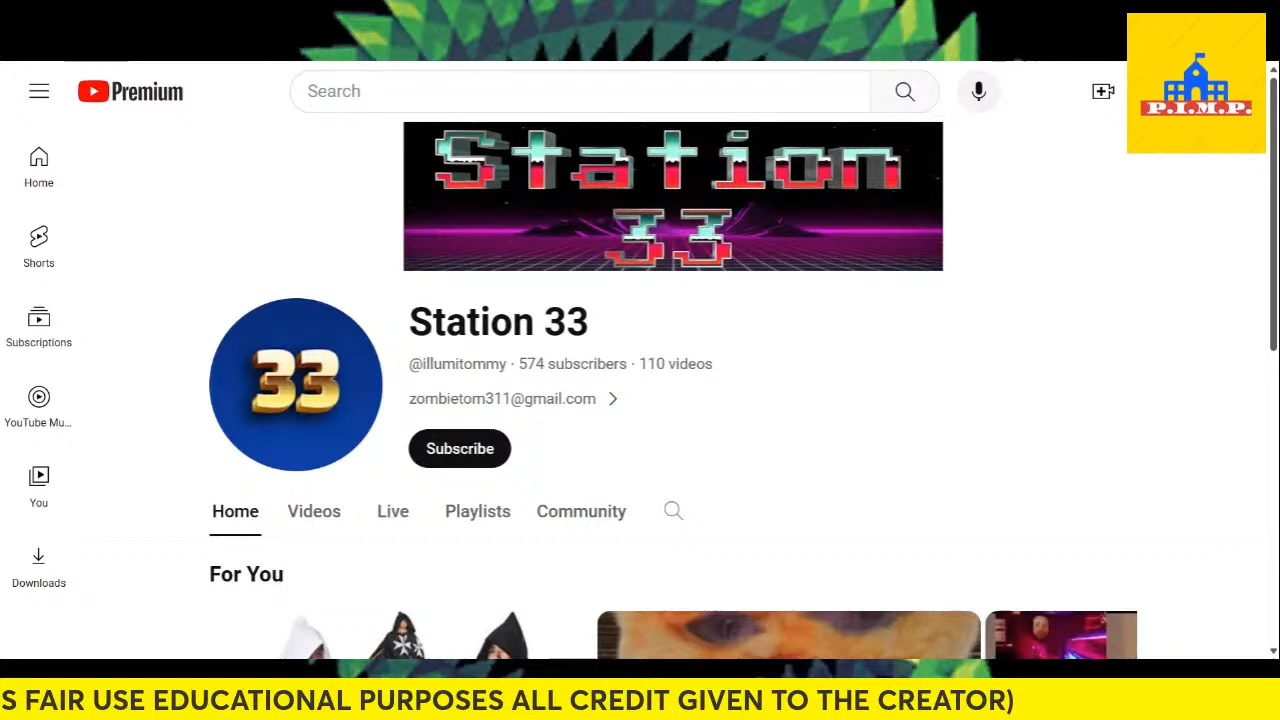 Premium
Search
P.I.M.P.
Station
33
Home
Shorts
Subscriptions
YouTube Mu...
You
Downloads
33
Station 33
@illumitommy · 574 subscribers · 110 videos
zombietom311@gmail.com
Subscribe
Home Videos Live Playlists Community
For You
S FAIR USE EDUCATIONAL PURPOSES ALL CREDIT GIVEN TO THE CREATOR)